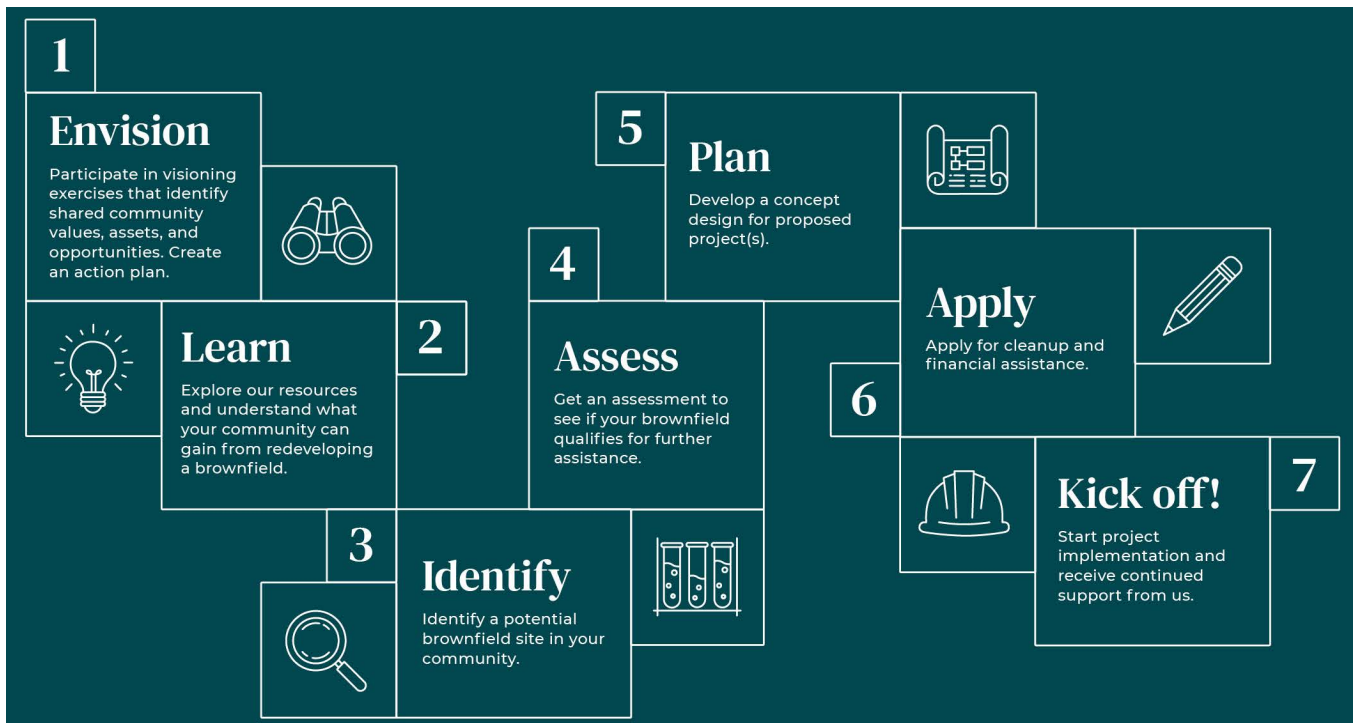 1
Envision
Participate in visioning
exercises that identify
shared community
values, assets, and
opportunities. Create
an action plan.
2
Learn
Explore our resources
and understand what
your community can
gain from redeveloping
a brownfield.
3
Identify
Identify a potential
brownfield site in your
community.
4
Assess
Get an assessment to
see if your brownfield
qualifies for further
assistance.
5
Plan
Develop a concept
design for proposed
project(s).
6
Apply
Apply for cleanup and
financial assistance.
7
Kick off!
Start project
implementation and
receive continued
support from us.